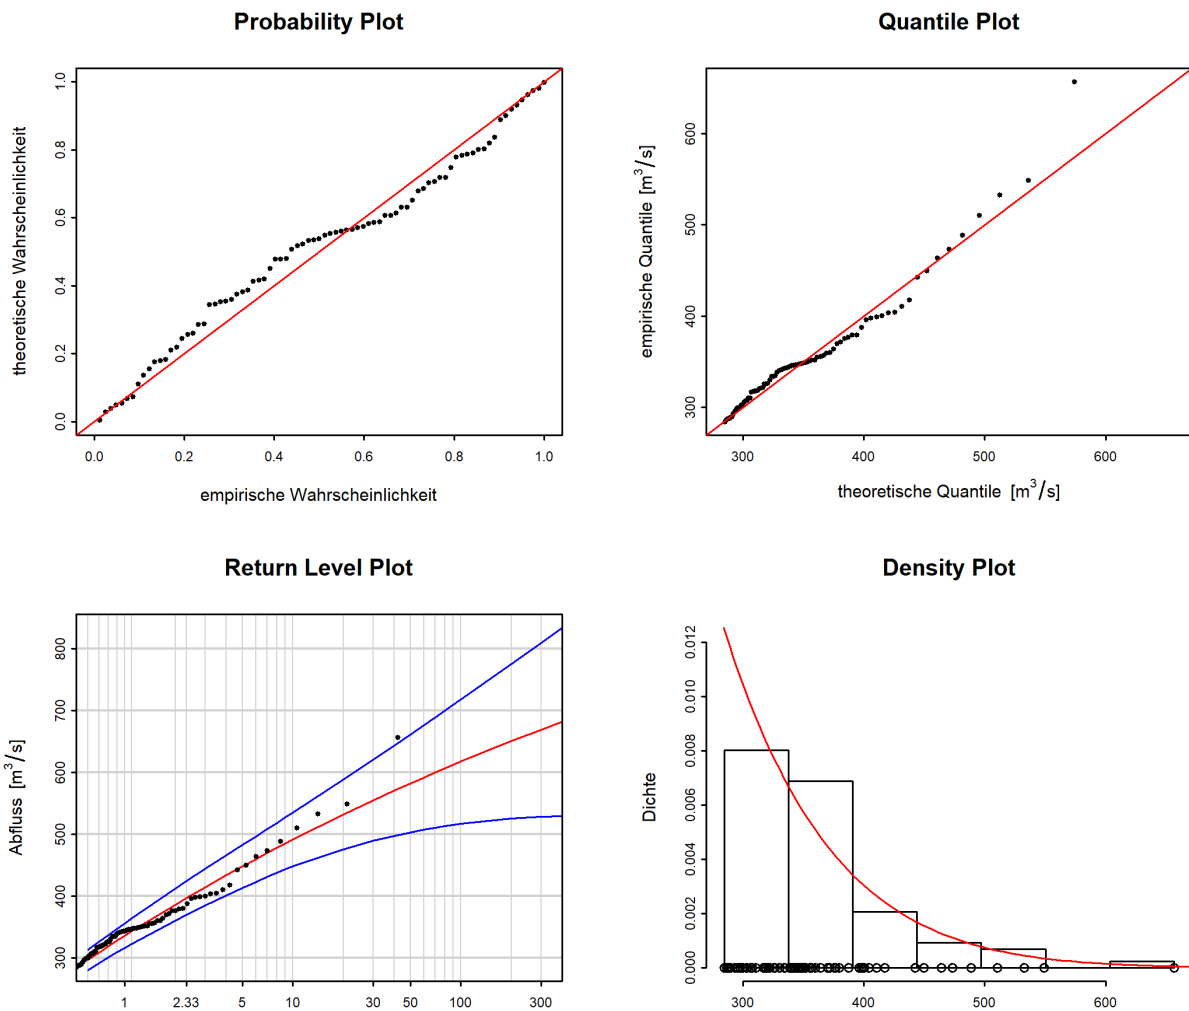 Probability Plot
theoretische Wahrscheinlichkeit
1.0
0.8
0.6
0.4
0.2
0.0
0.0 0.2 0.4 0.6 0.8 1.0
empirische Wahrscheinlichkeit
Quantile Plot
empirische Quantile [m³/s]
600
500
400
300
300 400 500 600
theoretische Quantile [m³/s]
Return Level Plot
Abfluss [m³/s]
800
700
600
500
400
300
1 2.33 5 10 30 50 100 300
Density Plot
Dichte
0.012
0.010
0.008
0.006
0.004
0.002
0.000
300 400 500 600